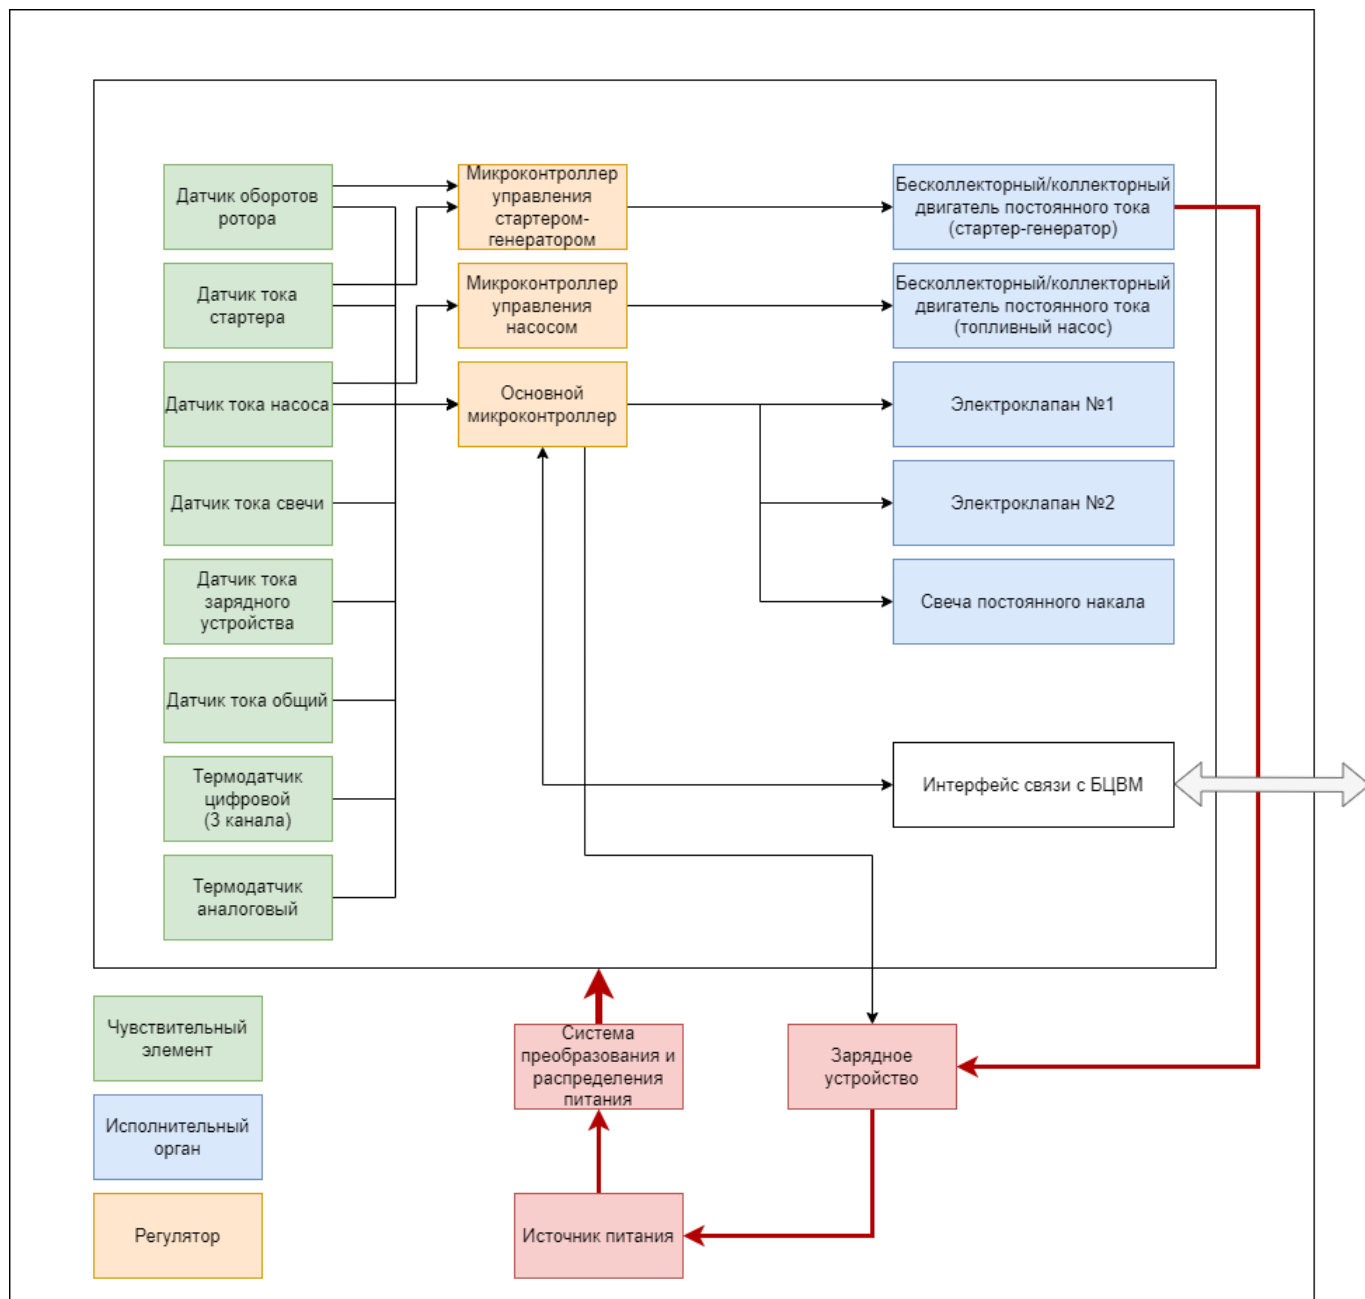 Датчик оборотов
ротора
Микроконтроллер
управления
стартером-
генератором
Бесколлекторный/коллекторный
двигатель постоянного тока
(стартер-генератор)
Датчик тока
стартера
Микроконтроллер
управления
насосом
Бесколлекторный/коллекторный
двигатель постоянного тока
(топливный насос)
Датчик тока насоса
Основной
микроконтроллер
Электроклапан №1
Датчик тока свечи
Электроклапан №2
Датчик тока
зарядного
устройства
Свеча постоянного накала
Датчик тока общий
Термодатчик
цифровой
(3 канала)
Интерфейс связи с БЦВМ
Термодатчик
аналоговый
Чувствительный
элемент
Система
преобразования и
распределения
питания
Зарядное
устройство
Исполнительный
орган
Регулятор
Источник питания